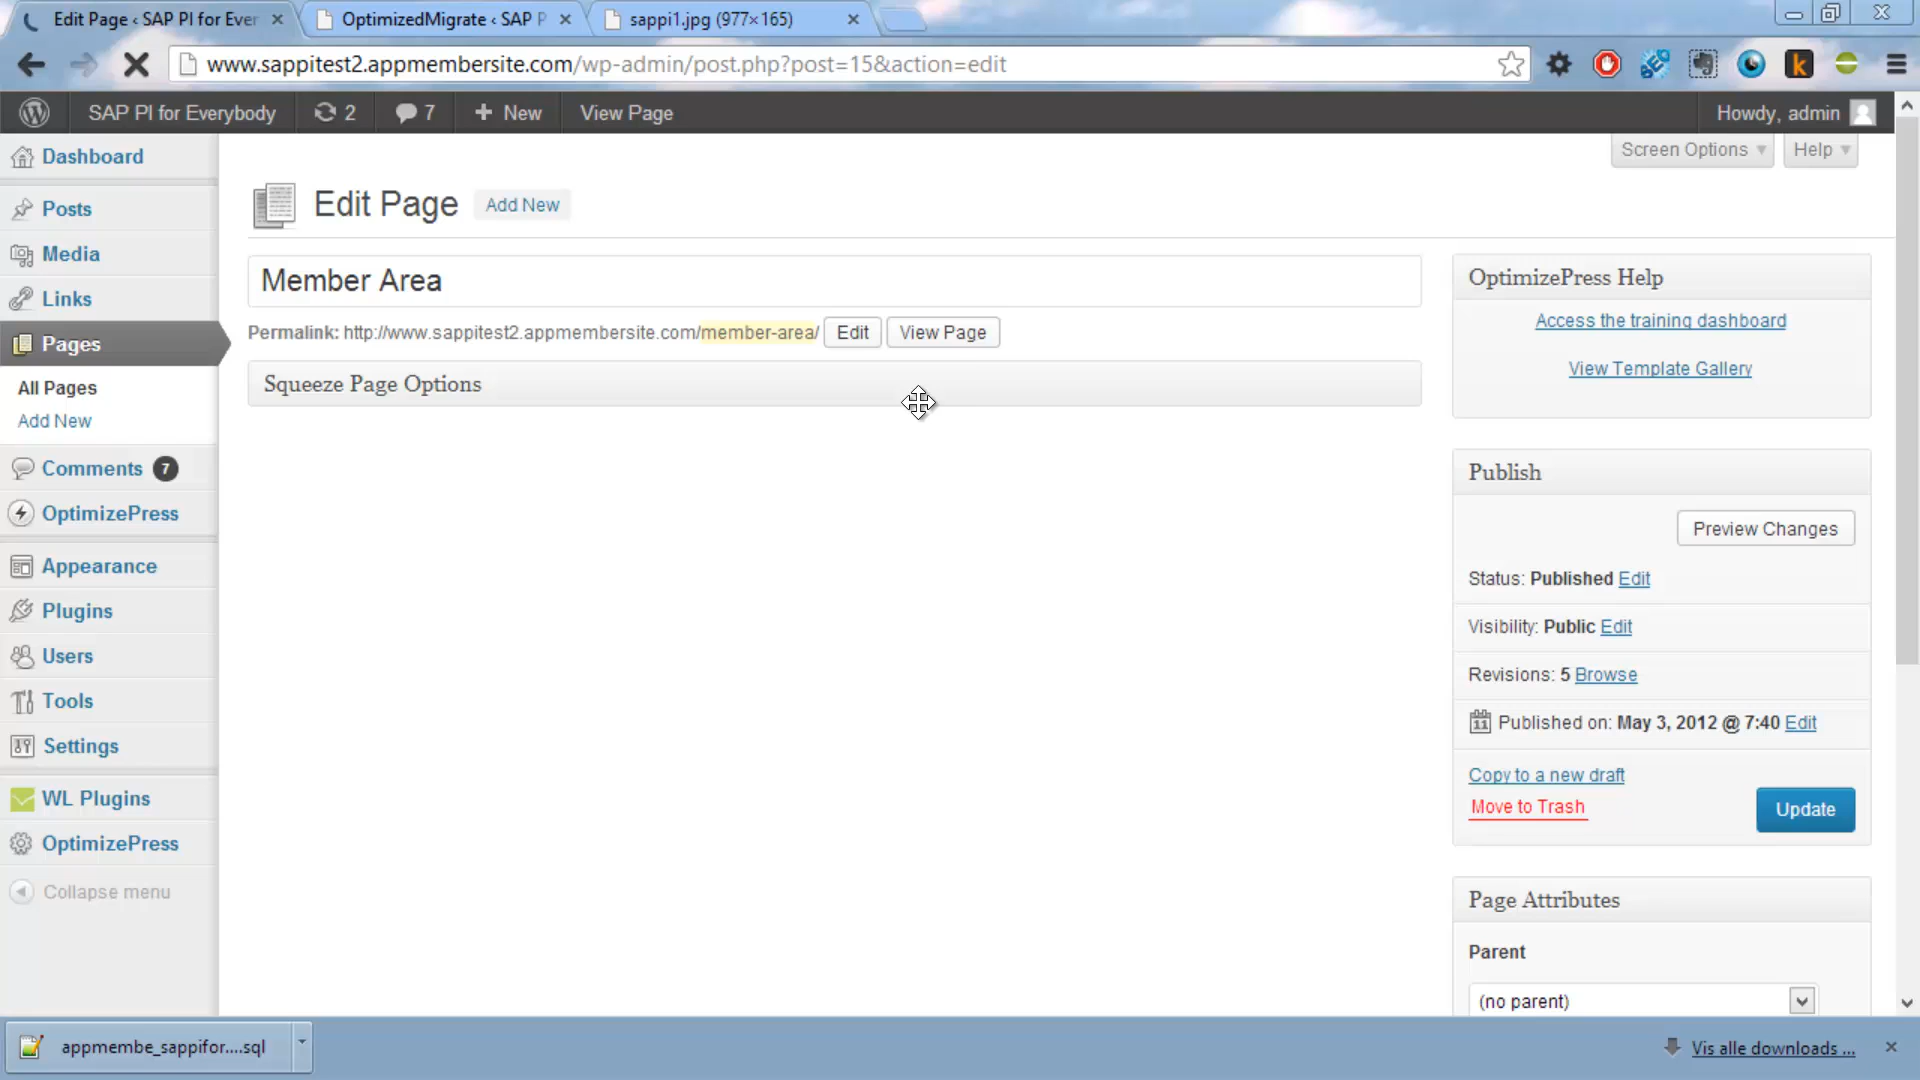 Edit Page ‹ SAP PI for Ever
OptimizedMigrate ‹ SAP P
sappi1.jpg (977×165)
www.sappitest2.appmembersite.com/wp-admin/post.php?post=15&action=edit
SAP PI for Everybody
2
7
+ New
View Page
Howdy, admin
Dashboard
Posts
Media
Links
Pages
All Pages
Add New
Comments 7
OptimizePress
Appearance
Plugins
Users
Tools
Settings
WL Plugins
OptimizePress
Collapse menu
Screen Options
Help
Edit Page
Add New
Member Area
Permalink: http://www.sappitest2.appmembersite.com/member-area/
Edit
View Page
Squeeze Page Options
OptimizePress Help
Access the training dashboard
View Template Gallery
Publish
Preview Changes
Status: Published Edit
Visibility: Public Edit
Revisions: 5 Browse
11
Published on: May 3, 2012 @ 7:40 Edit
Copy to a new draft
Move to Trash
Update
Page Attributes
Parent
(no parent)
appmembe_sappifor....sql
Vis alle downloads ...